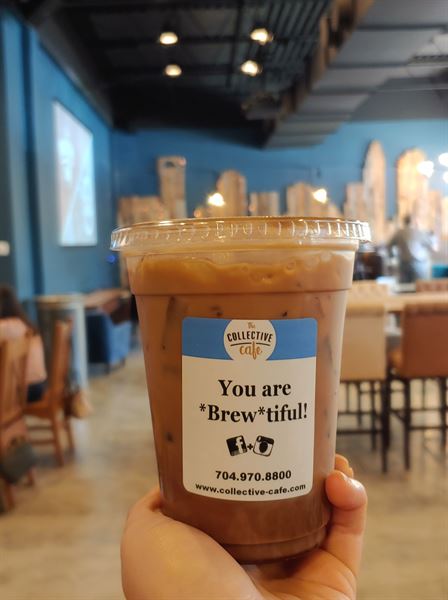 the
COLLECTIVE
cafe
You are
*Brew*tiful!
f+
704.970.8800
www.collective-cafe.com